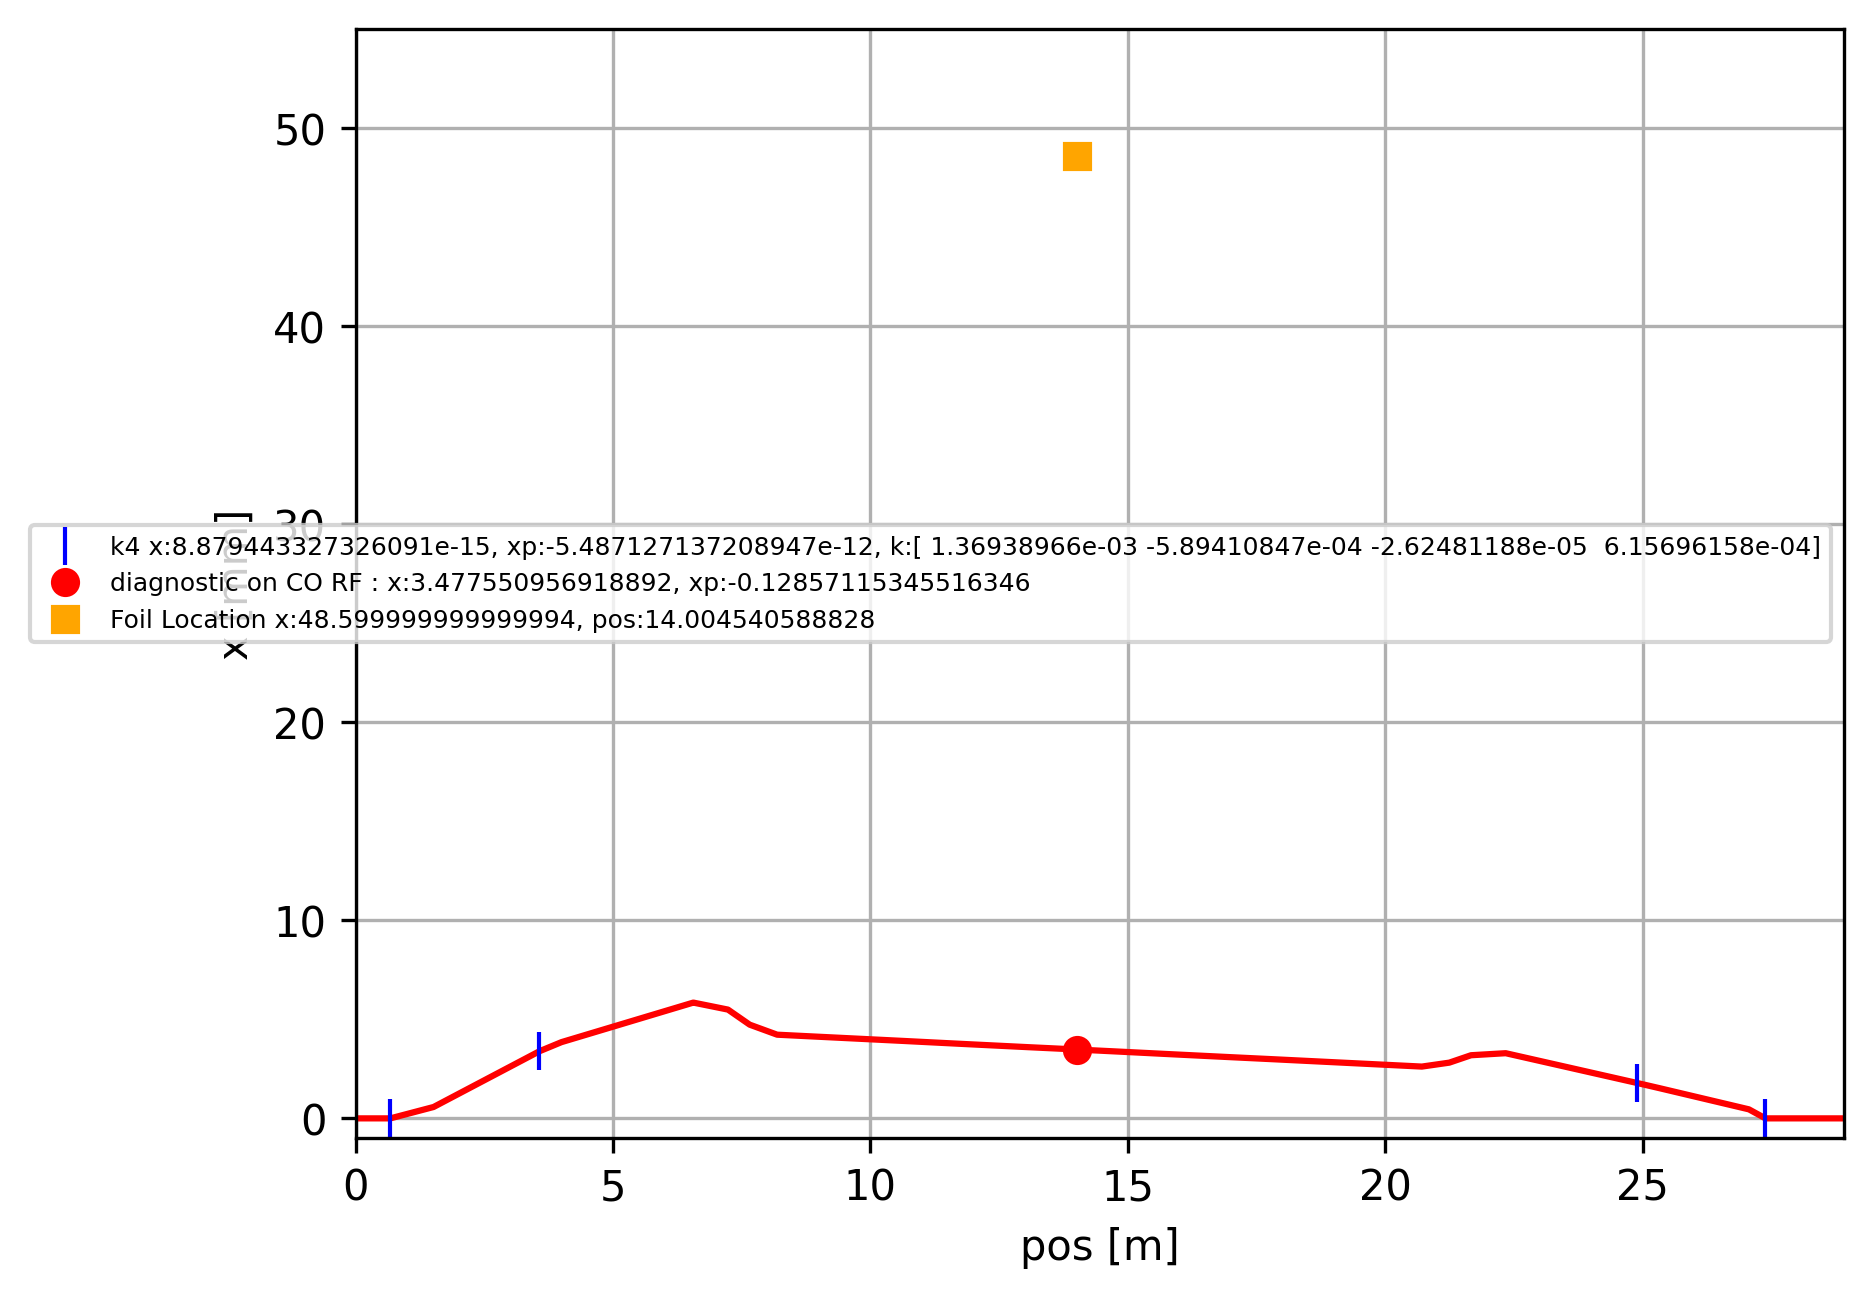 50
40
30
x [mm]
k4 x:8.879443327326091e-15, xp:-5.487127137208947e-12, k:[ 1.36938966e-03 -5.89410847e-04 -2.62481188e-05  6.15696158e-04]
diagnostic on CO RF : x:3.477550956918892, xp:-0.12857115345516346
Foil Location x:48.599999999999994, pos:14.004540588828
20
10
0
0 5 10 15 20 25
pos [m]